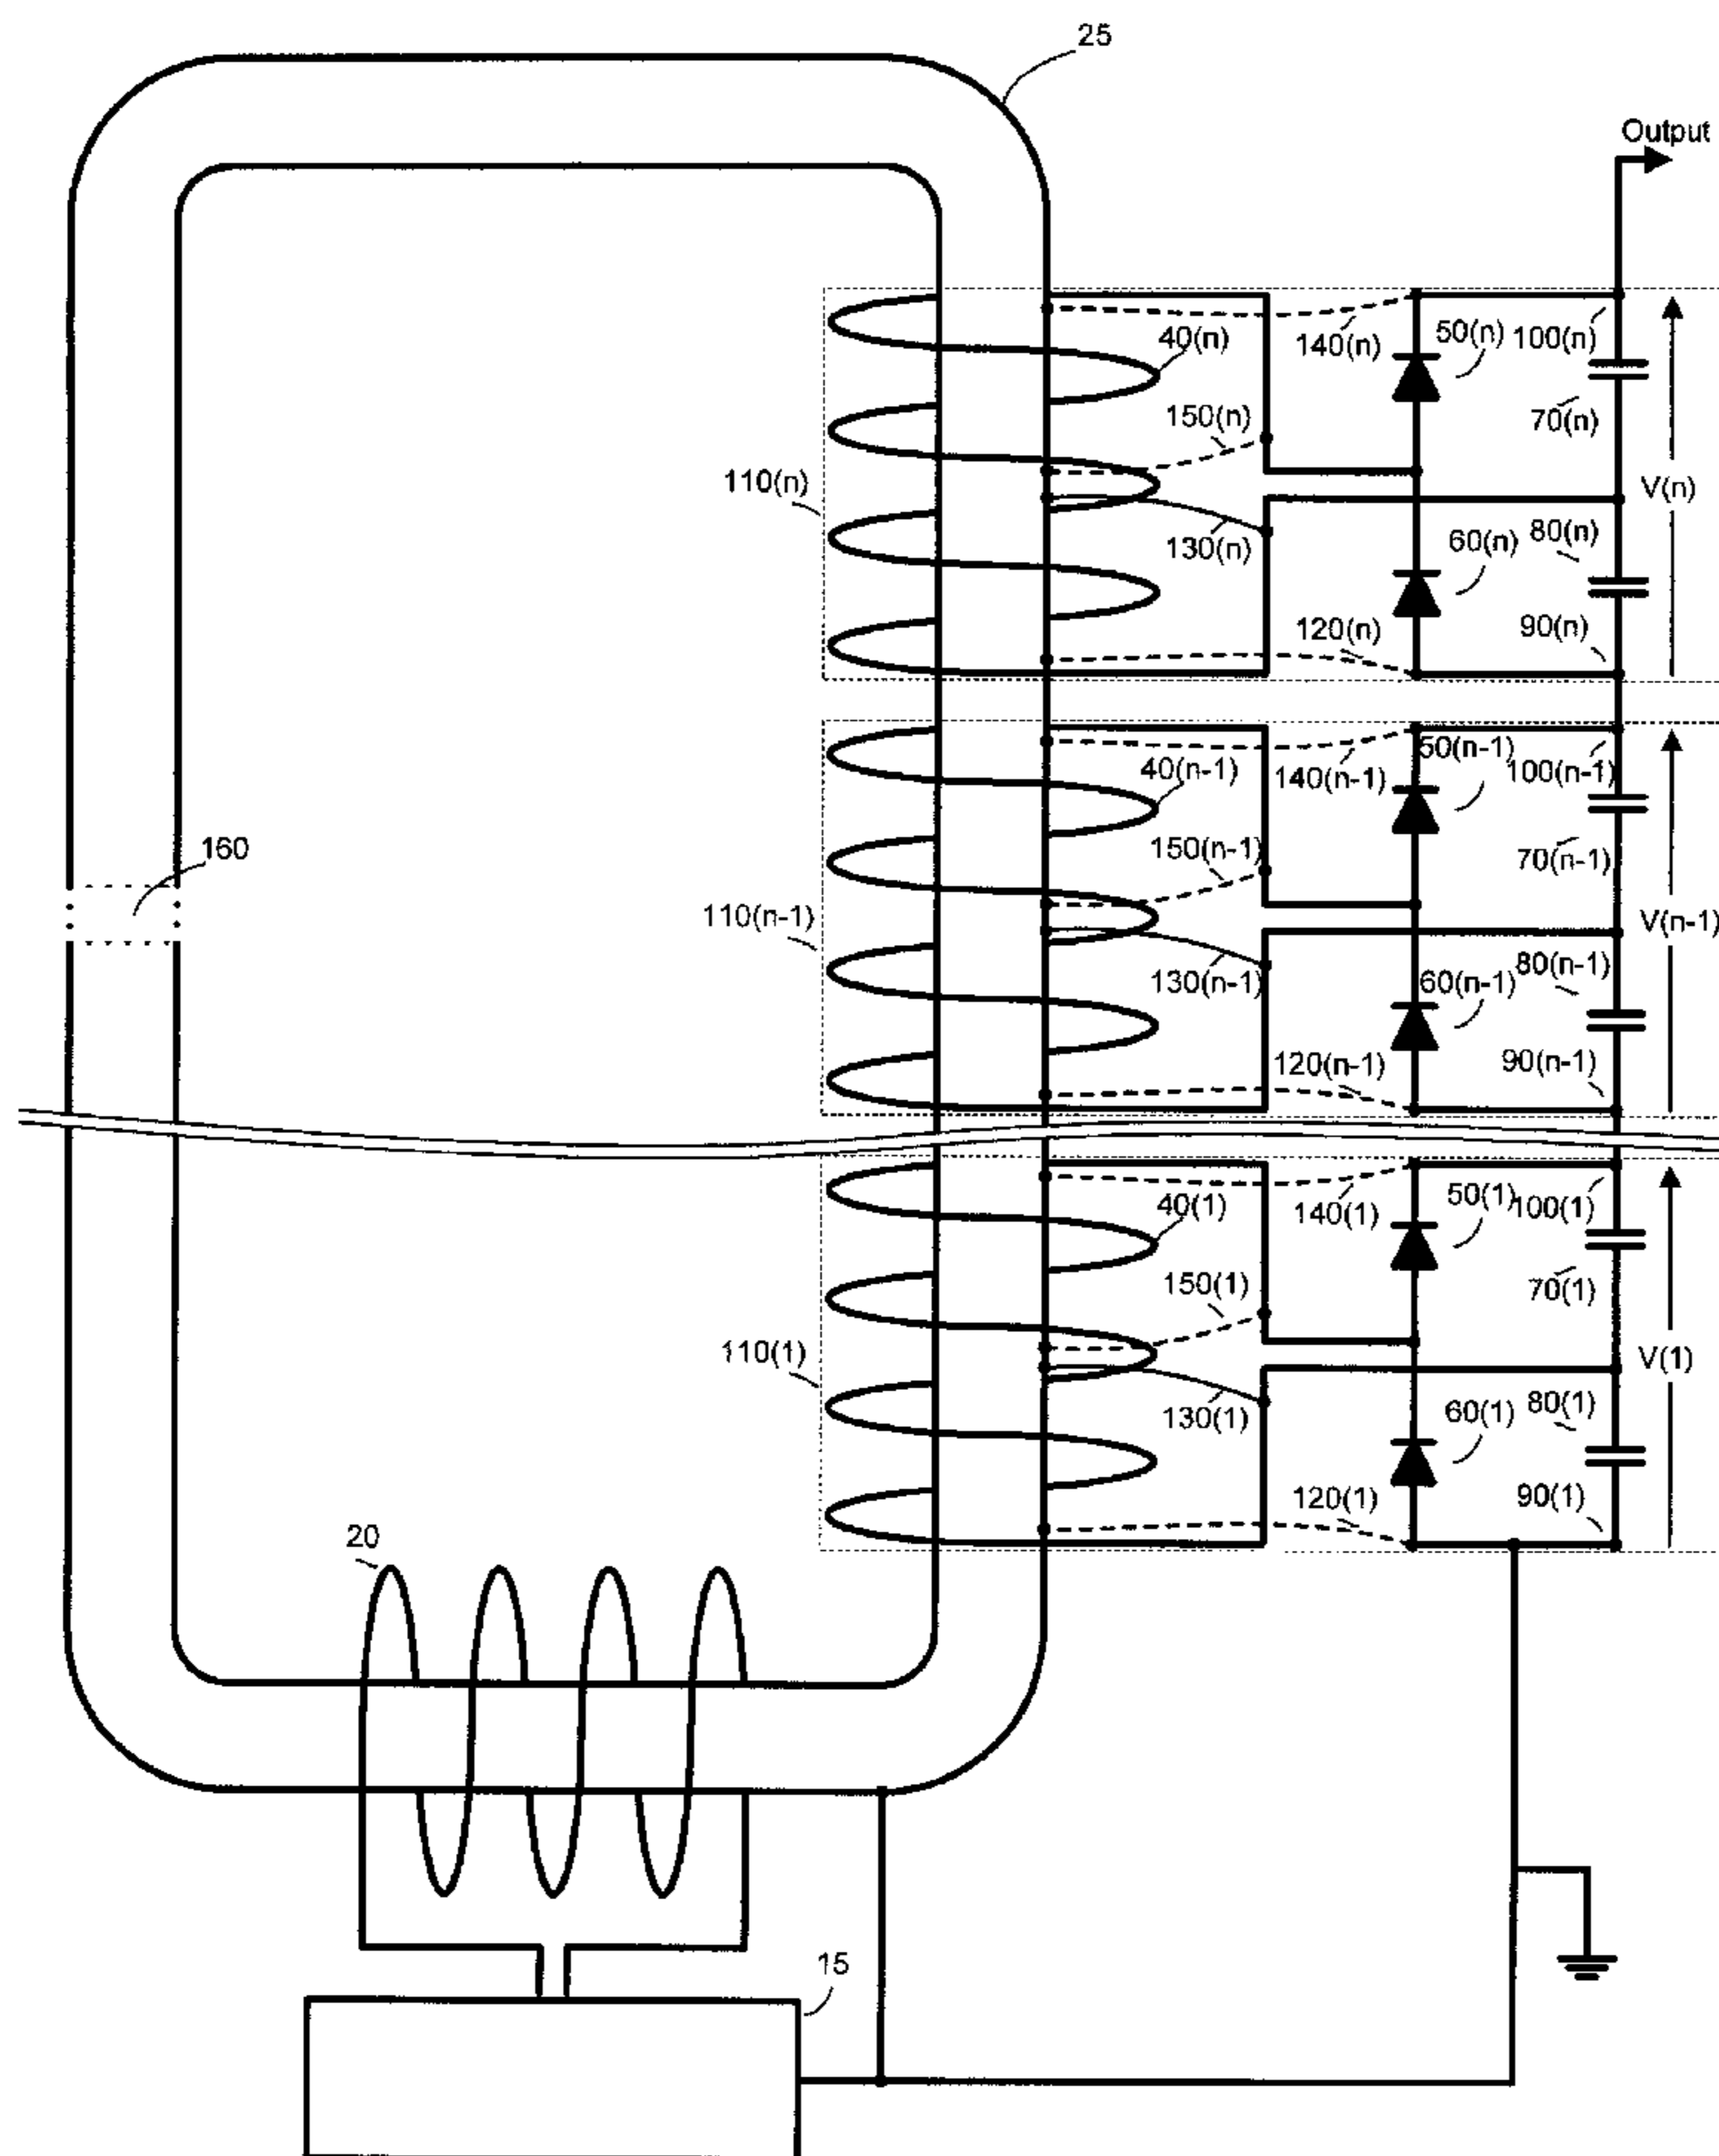 25
Output
40(n)
140(n)
50(n)
100(n)
150(n)
70(n)
110(n)
V(n)
130(n)
60(n)
80(n)
120(n)
90(n)
40(n-1)
140(n-1)
50(n-1)
100(n-1)
150(n-1)
70(n-1)
160
110(n-1)
V(n-1)
130(n-1)
60(n-1)
80(n-1)
120(n-1)
90(n-1)
40(1)
140(1)
50(1)
100(1)
150(1)
70(1)
110(1)
V(1)
130(1)
60(1)
80(1)
120(1)
90(1)
20
15